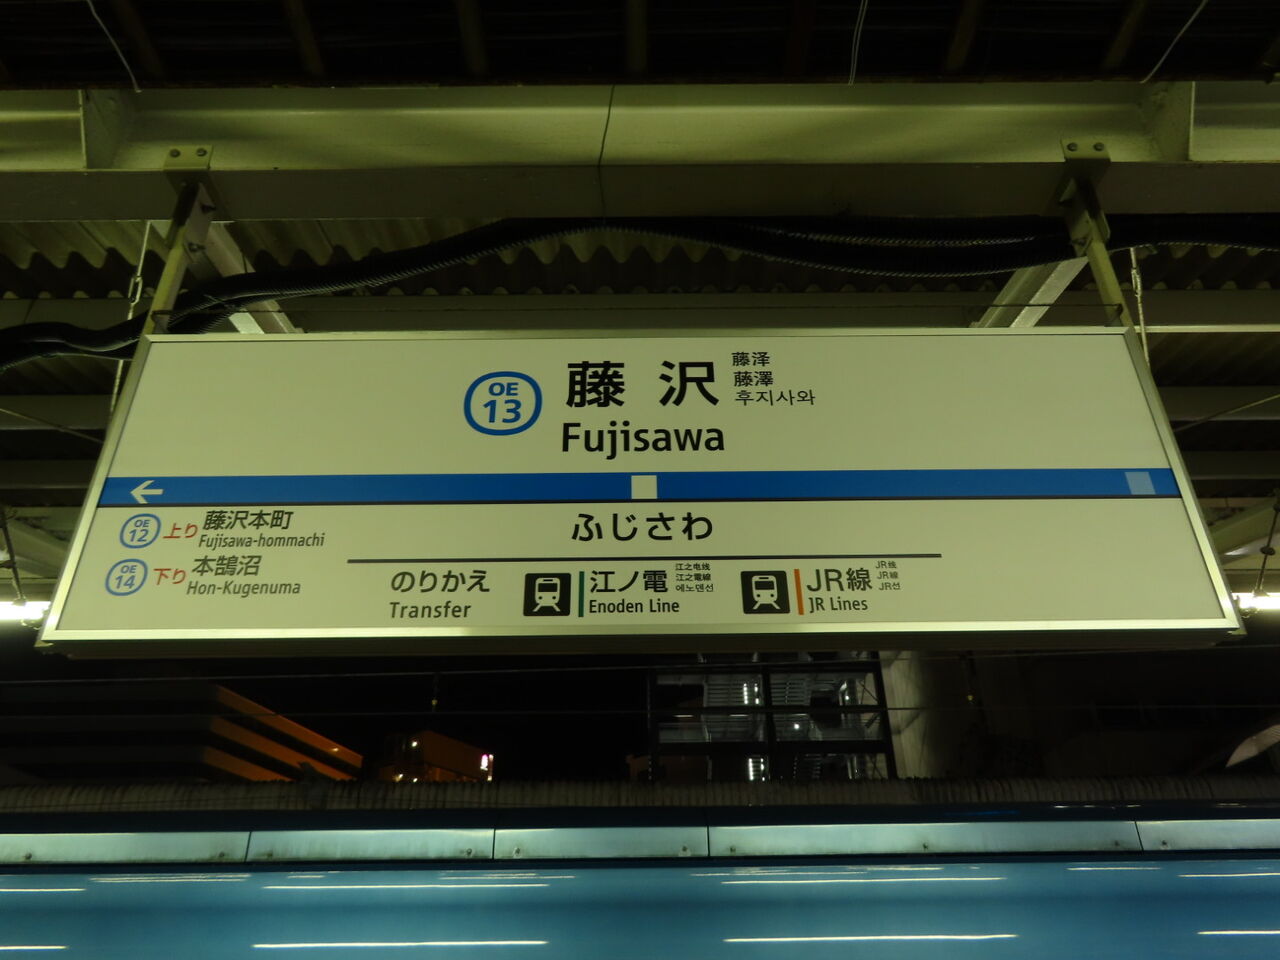 OE
13
藤沢
藤泽
藤澤
후지사와
Fujisawa
←
OE
12
上り
藤沢本町
Fujisawa-hommachi
OE
14
下り
本鵠沼
Hon-Kugenuma
ふじさわ
のりかえ
Transfer
江ノ電
江之电线
江之電線
에노덴선
Enoden Line
JR線
JR线
JR線
JR선
JR Lines